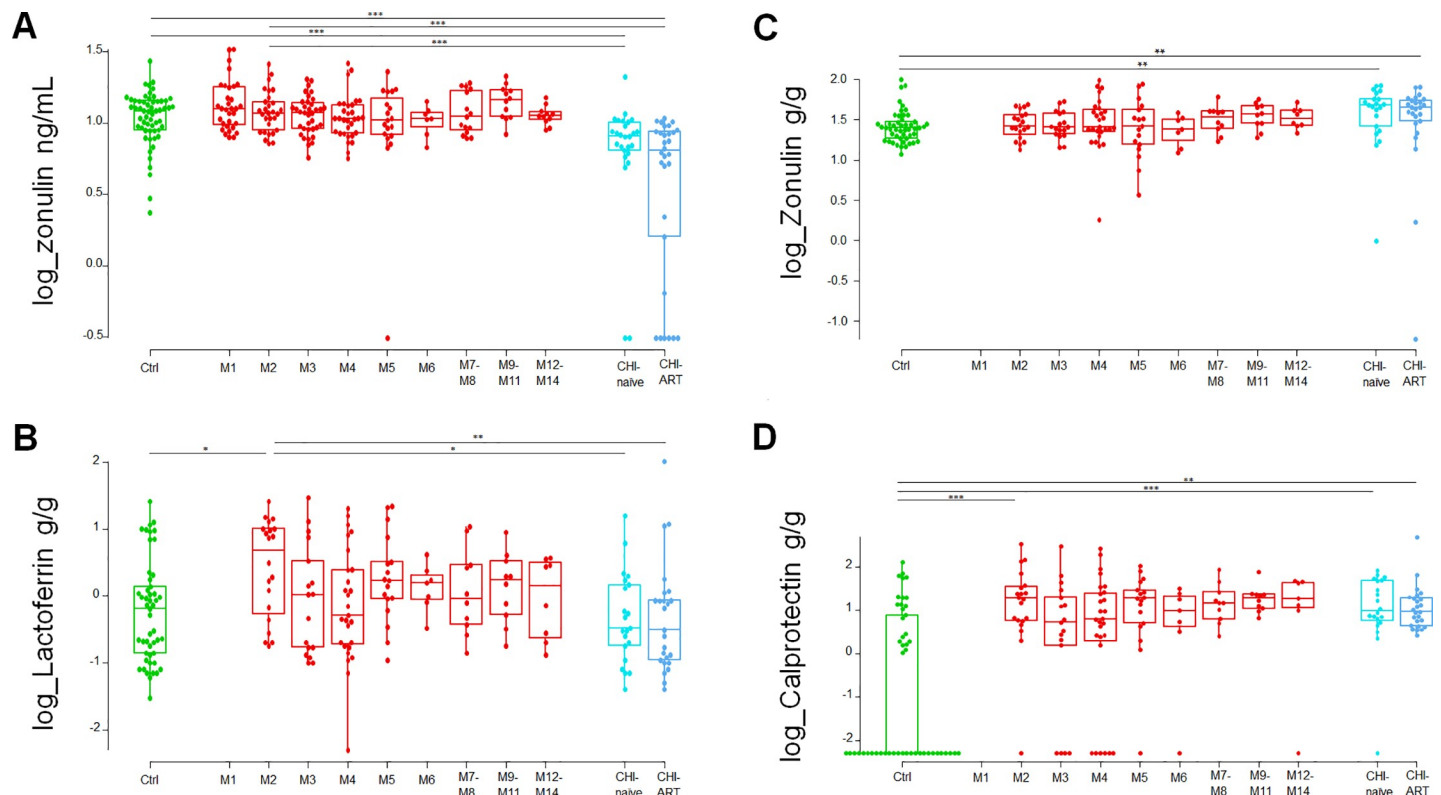 A
***
***
***
***
log_zonulin ng/mL
1.5
1.0
0.5
0.0
-0.5
Ctrl M1 M2 M3 M4 M5 M6 M7-M8 M9-M11 M12-M14 CHI-naïve CHI-ART
C
**
**
log_Zonulin g/g
2.0
1.5
1.0
0.5
0.0
-0.5
-1.0
Ctrl M1 M2 M3 M4 M5 M6 M7-M8 M9-M11 M12-M14 CHI-naïve CHI-ART
B
**
* *
log_Lactoferrin g/g
2
1
0
-1
-2
Ctrl M1 M2 M3 M4 M5 M6 M7-M8 M9-M11 M12-M14 CHI-naïve CHI-ART
D
**
***
***
log_Calprotectin g/g
2
1
0
-1
-2
Ctrl M1 M2 M3 M4 M5 M6 M7-M8 M9-M11 M12-M14 CHI-naïve CHI-ART